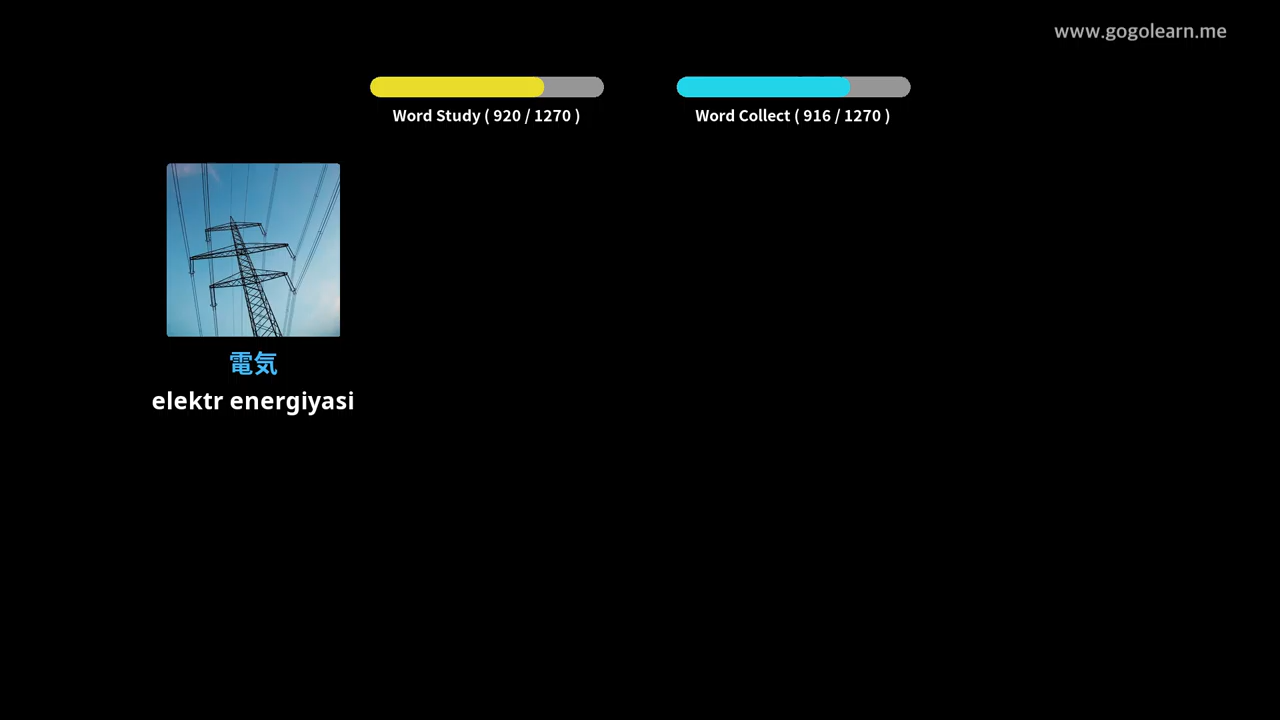 www.gogolearn.me
Word Study ( 920 / 1270 )
Word Collect ( 916 / 1270 )
電気
elektr energiyasi